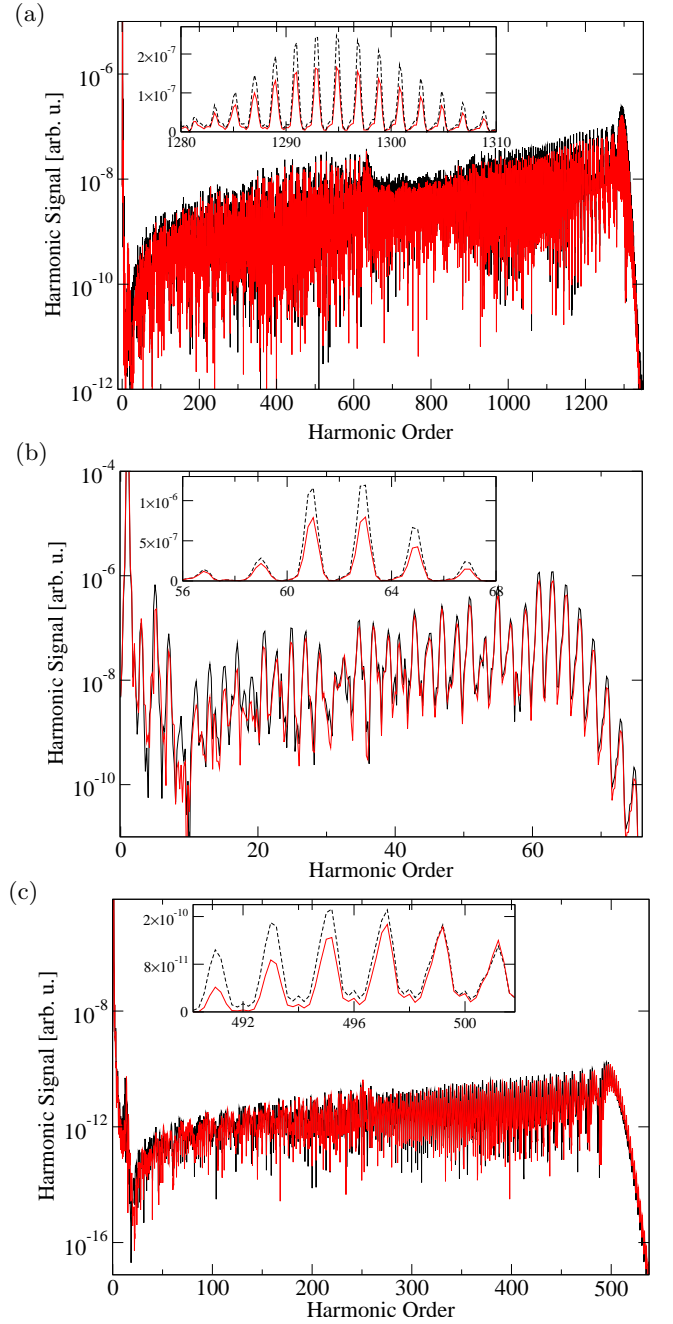 (a)
2×10⁻⁷
1×10⁻⁷
0
1280 1290 1300 1310
10⁻⁶
10⁻⁸
10⁻¹⁰
10⁻¹²
Harmonic Signal [arb. u.]
0 200 400 600 800 1000 1200
Harmonic Order
(b)
1×10⁻⁶
5×10⁻⁷
0
56 60 64 68
10⁻⁴
10⁻⁶
10⁻⁸
10⁻¹⁰
Harmonic Signal [arb. u.]
0 20 40 60
Harmonic Order
(c)
2×10⁻¹⁰
8×10⁻¹¹
0
492 496 500
10⁻⁸
10⁻¹²
10⁻¹⁶
Harmonic Signal [arb. u.]
0 100 200 300 400 500
Harmonic Order